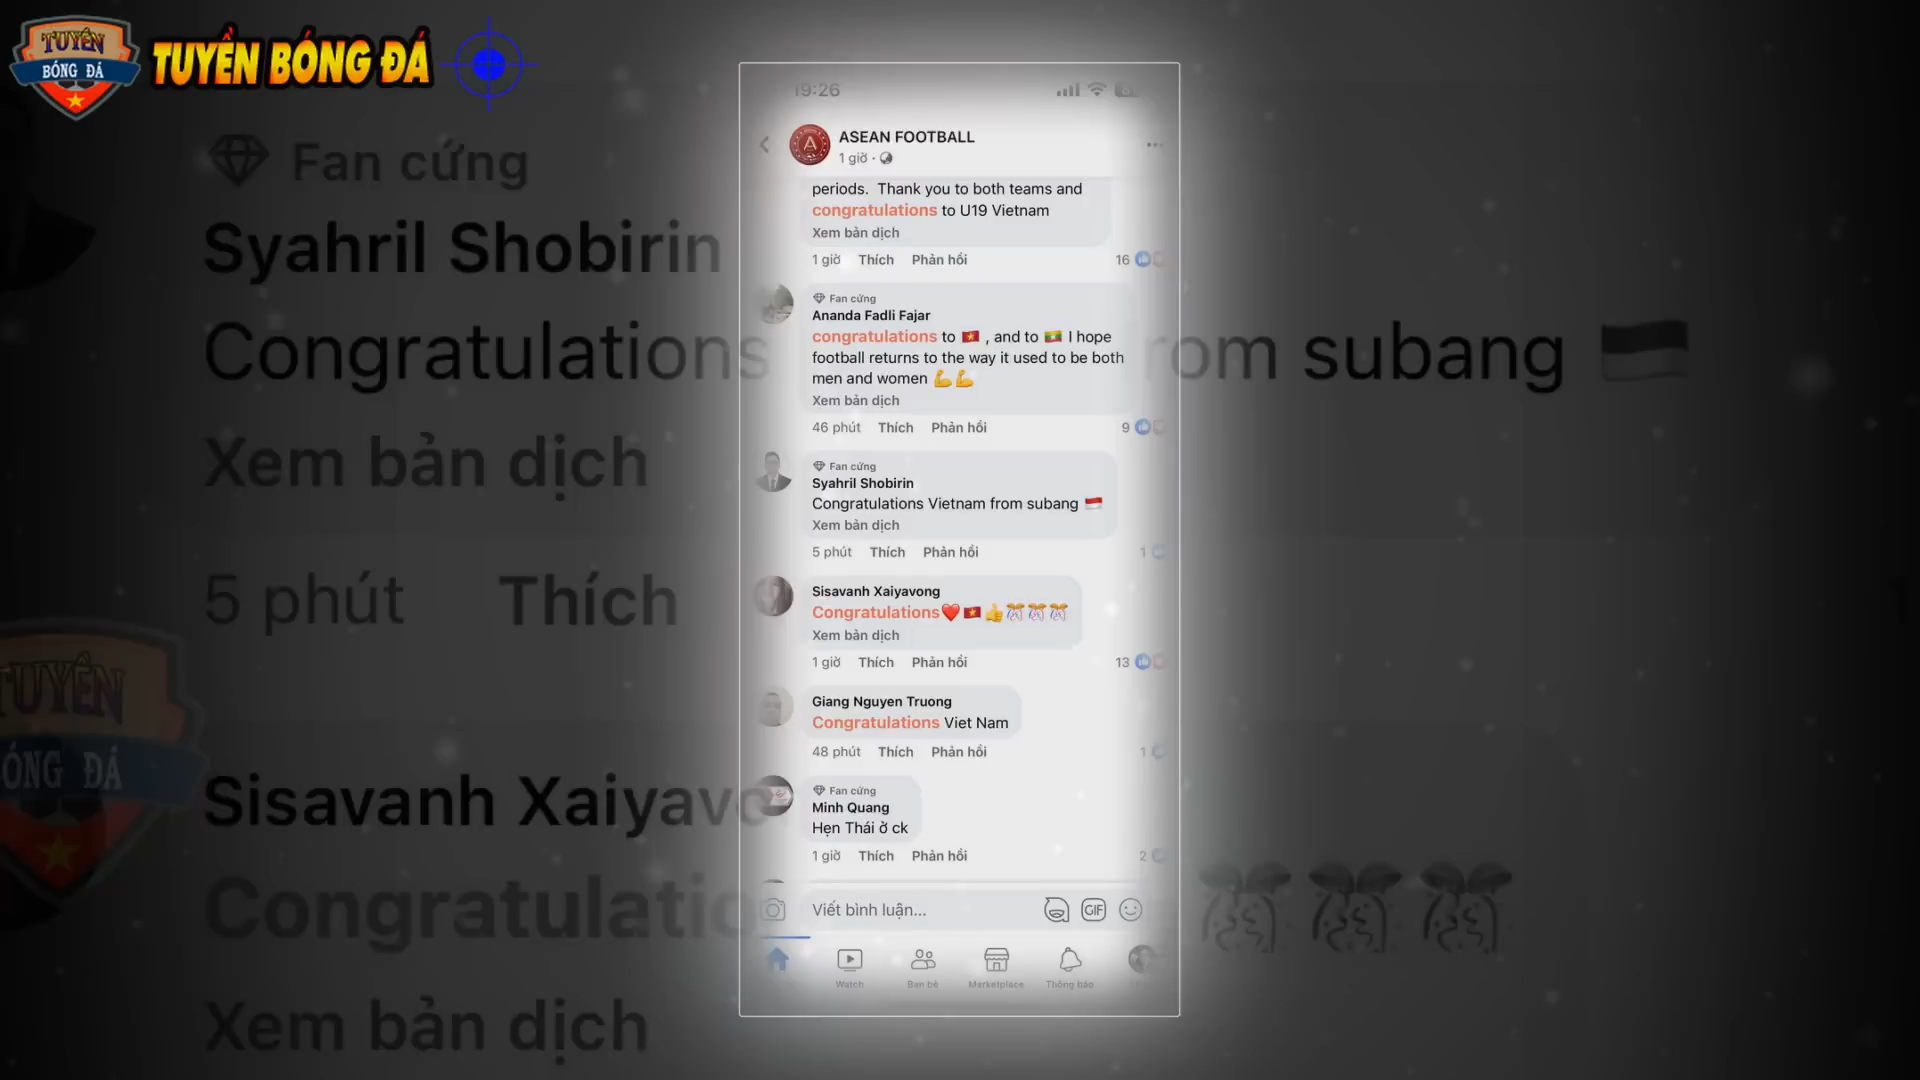 TUYỀN
BÓNG ĐÁ
TUYỀN BÓNG ĐÁ
19:26
ASEAN FOOTBALL
1 giờ ·
periods. Thank you to both teams and
congratulations to U19 Vietnam
Xem bản dịch
1 giờ Thích Phản hồi 16
Fan cứng
Ananda Fadli Fajar
congratulations to 🇻🇳 , and to 🇲🇲 I hope
football returns to the way it used to be both
men and women 💪💪
Xem bản dịch
46 phút Thích Phản hồi 9
Fan cứng
Syahril Shobirin
Congratulations Vietnam from subang 🇮🇩
Xem bản dịch
5 phút Thích Phản hồi 1
Sisavanh Xaiyavong
Congratulations❤️🇻🇳👍🎊🎊🎊
Xem bản dịch
1 giờ Thích Phản hồi 13
Giang Nguyen Truong
Congratulations Viet Nam
48 phút Thích Phản hồi 1
Fan cứng
Minh Quang
Hẹn Thái ở ck
1 giờ Thích Phản hồi 2
Viết bình luận...
GIF
Watch Bạn bè Marketplace Thông báo
Fan cứng
Syahril Shobirin
Congratulations from subang 🇮🇩
Xem bản dịch
5 phút Thích
Sisavanh Xaiyavo
Congratulatio
Xem bản dịch
TUYỀN
ÓNG ĐÁ